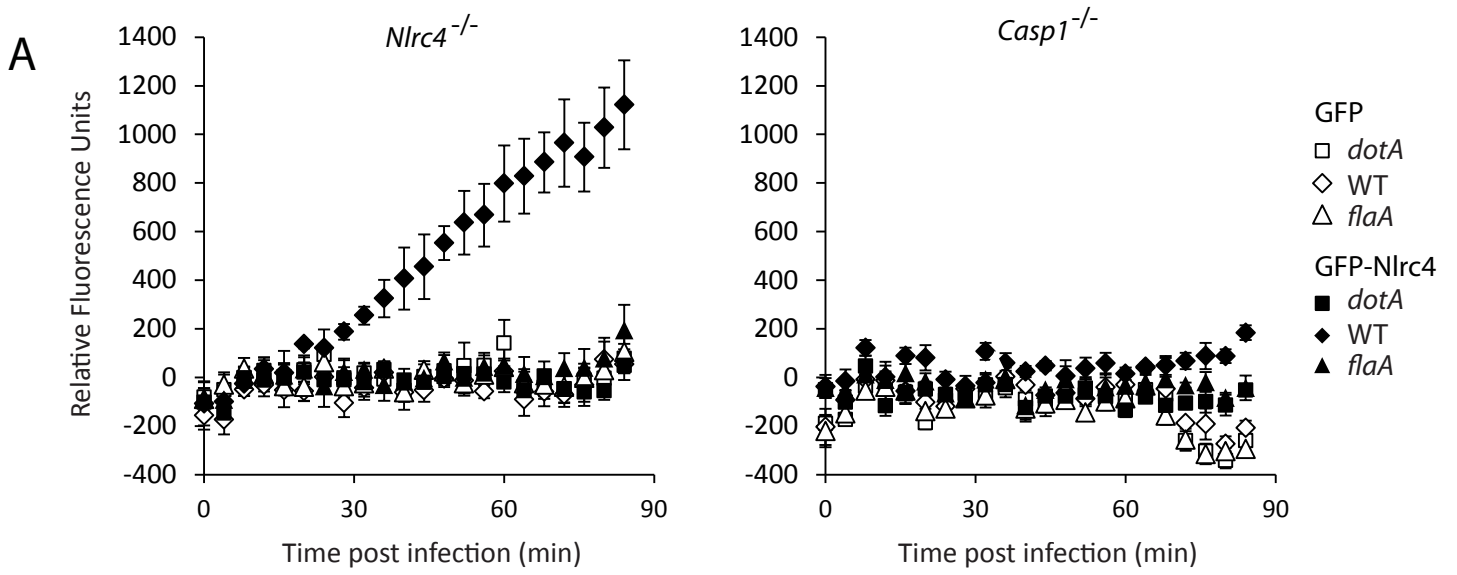 A
Nlrc4-/-
Casp1-/-
Relative Fluorescence Units
1400
1200
1000
800
600
400
200
0
-200
-400
0 30 60 90
Time post infection (min)
1400
1200
1000
800
600
400
200
0
-200
-400
0 30 60 90
Time post infection (min)
GFP
dotA
WT
flaA
GFP-Nlrc4
dotA
WT
flaA